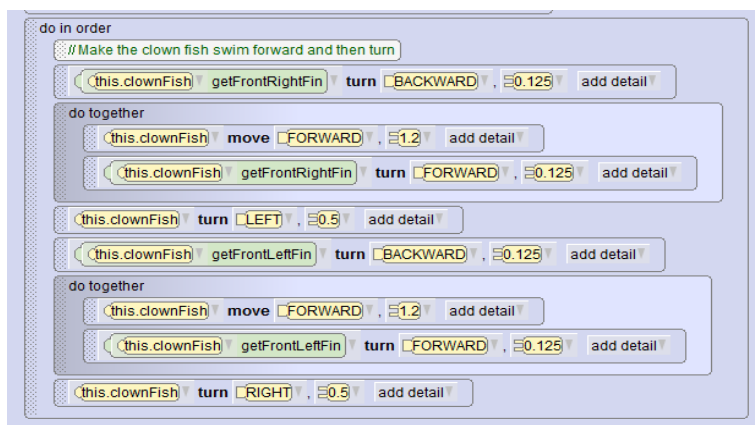 do in order
//Make the clown fish swim forward and then turn
this.clownFish getFrontRightFin turn BACKWARD , 0.125 add detail
do together
this.clownFish move FORWARD , 1.2 add detail
this.clownFish getFrontRightFin turn FORWARD , 0.125 add detail
this.clownFish turn LEFT , 0.5 add detail
this.clownFish getFrontLeftFin turn BACKWARD , 0.125 add detail
do together
this.clownFish move FORWARD , 1.2 add detail
this.clownFish getFrontLeftFin turn FORWARD , 0.125 add detail
this.clownFish turn RIGHT , 0.5 add detail